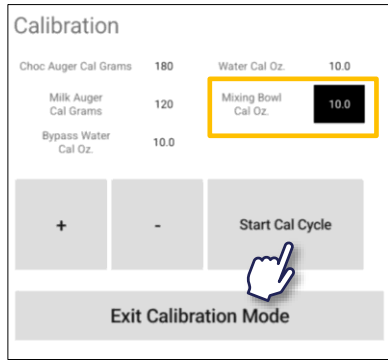 Calibration
Choc Auger Cal Grams 180 Water Cal Oz. 10.0
Milk Auger
Cal Grams
120
Mixing Bowl
Cal Oz.
10.0
Bypass Water
Cal Oz.
10.0
+ - Start Cal Cycle
Exit Calibration Mode